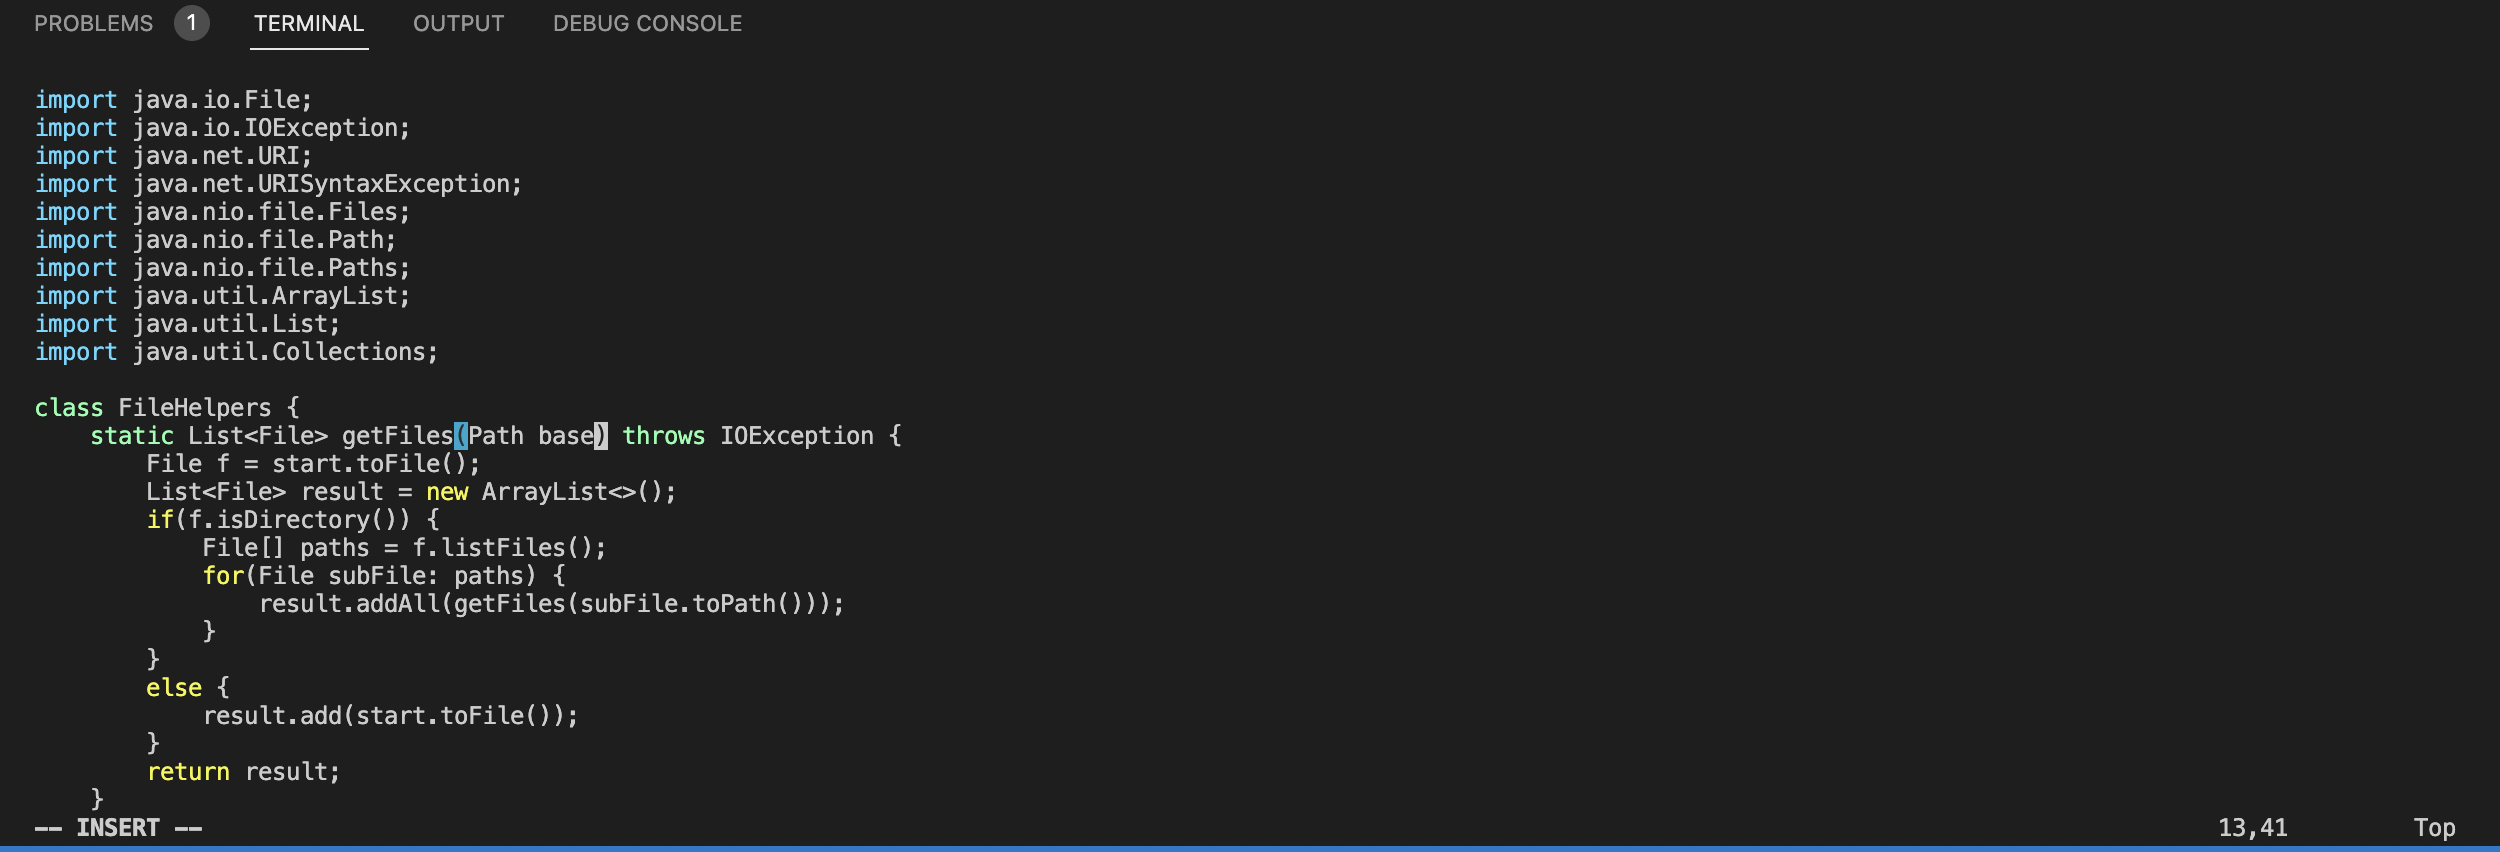 PROBLEMS 1 TERMINAL OUTPUT DEBUG CONSOLE
import java.io.File;
import java.io.IOException;
import java.net.URI;
import java.net.URISyntaxException;
import java.nio.file.Files;
import java.nio.file.Path;
import java.nio.file.Paths;
import java.util.ArrayList;
import java.util.List;
import java.util.Collections;

class FileHelpers {
    static List<File> getFiles(Path base) throws IOException {
        File f = start.toFile();
        List<File> result = new ArrayList<>();
        if(f.isDirectory()) {
            File[] paths = f.listFiles();
            for(File subFile: paths) {
                result.addAll(getFiles(subFile.toPath()));
            }
        }
        else {
            result.add(start.toFile());
        }
        return result;
    }
-- INSERT -- 13,41 Top